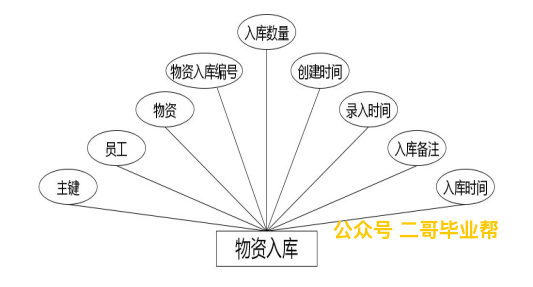 入库数量
物资入库编号
创建时间
物资
录入时间
员工
入库备注
主键
入库时间
公众号 二哥毕业帮
物资入库